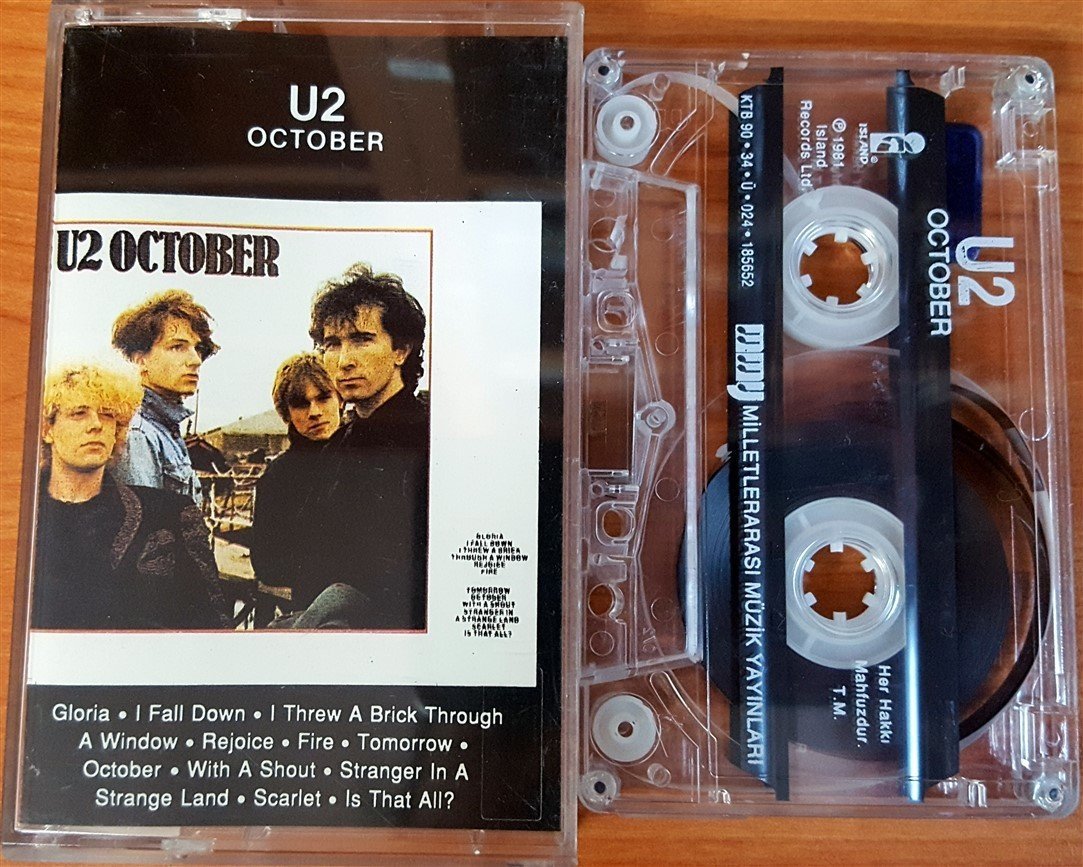 U2
OCTOBER
U2 OCTOBER
GLORIA
I FALL DOWN
I THREW A BRICK
THROUGH A WINDOW
REJOICE
FIRE
TOMORROW
OCTOBER
WITH A SHOUT
STRANGER IN
A STRANGE LAND
SCARLET
IS THAT ALL?
Gloria • I Fall Down • I Threw A Brick Through
A Window • Rejoice • Fire • Tomorrow •
October • With A Shout • Stranger In A
Strange Land • Scarlet • Is That All?
U2
OCTOBER
ISLAND®
℗ 1981
Island
Records Ltd.
KTB 90 • 34 • Ü • 024 • 185652
mmy MİLLETLERARASI MÜZİK YAYINLARI
Her Hakkı
Mahfuzdur.
T.M.